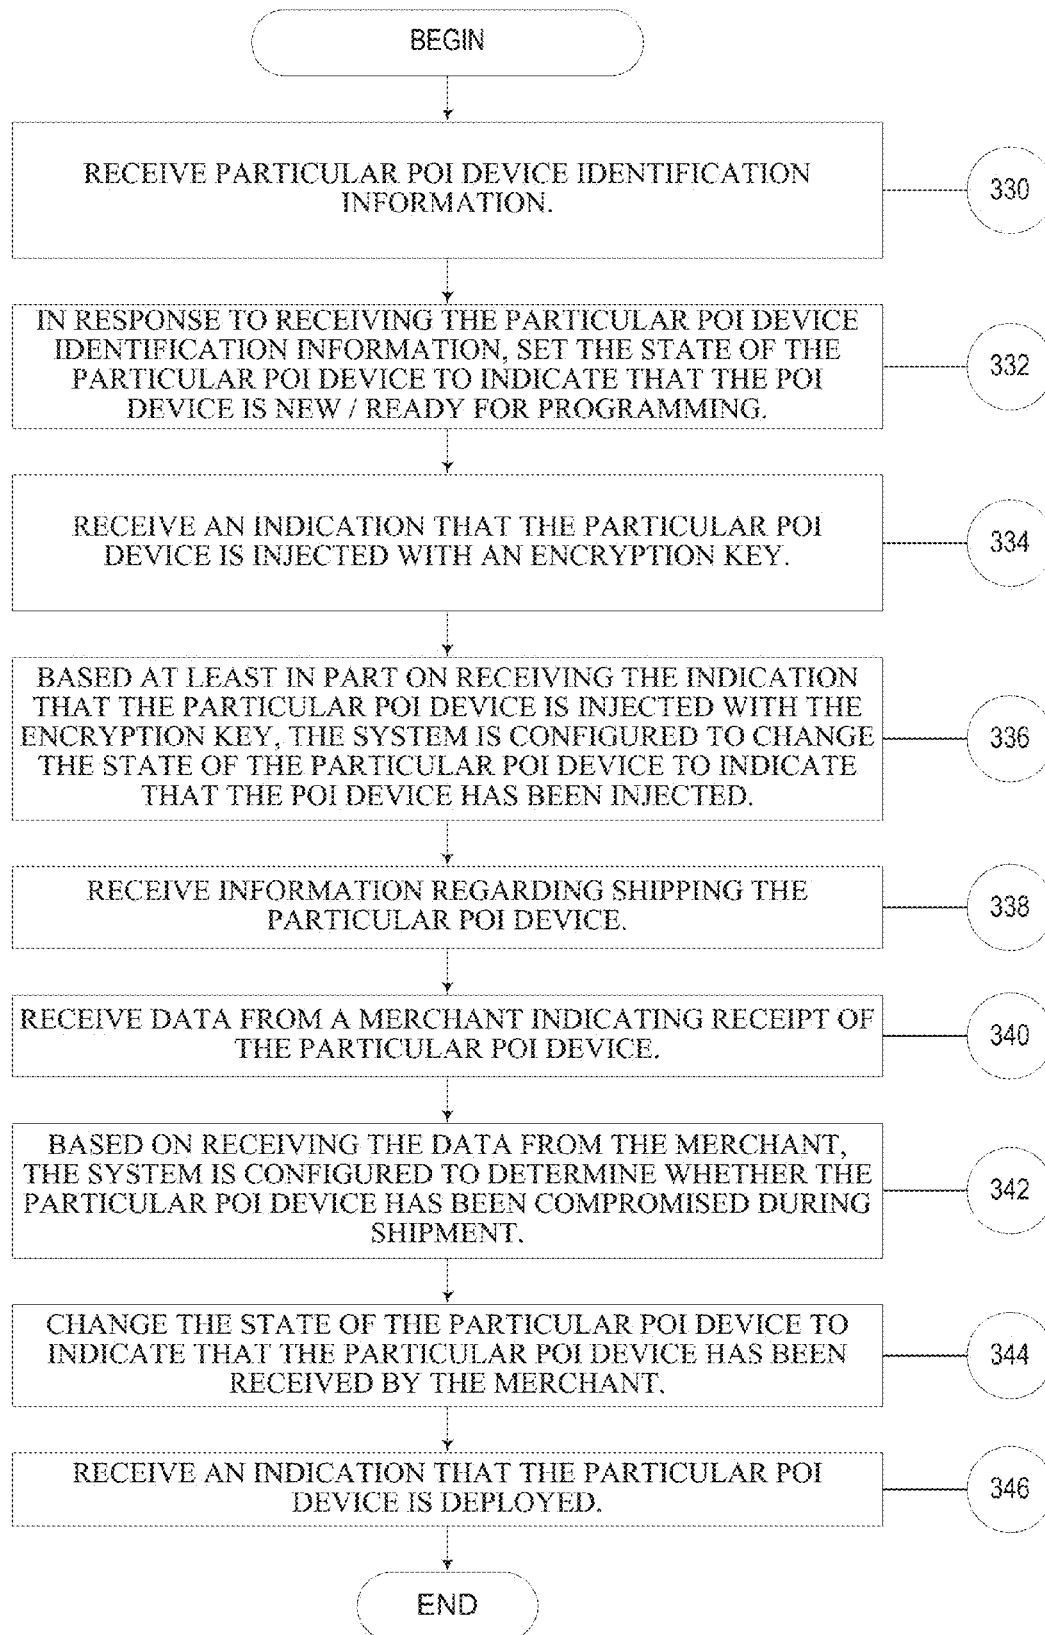 BEGIN
RECEIVE PARTICULAR POI DEVICE IDENTIFICATION
INFORMATION.
330
IN RESPONSE TO RECEIVING THE PARTICULAR POI DEVICE
IDENTIFICATION INFORMATION, SET THE STATE OF THE
PARTICULAR POI DEVICE TO INDICATE THAT THE POI
DEVICE IS NEW / READY FOR PROGRAMMING.
332
RECEIVE AN INDICATION THAT THE PARTICULAR POI
DEVICE IS INJECTED WITH AN ENCRYPTION KEY.
334
BASED AT LEAST IN PART ON RECEIVING THE INDICATION
THAT THE PARTICULAR POI DEVICE IS INJECTED WITH THE
ENCRYPTION KEY, THE SYSTEM IS CONFIGURED TO CHANGE
THE STATE OF THE PARTICULAR POI DEVICE TO INDICATE
THAT THE POI DEVICE HAS BEEN INJECTED.
336
RECEIVE INFORMATION REGARDING SHIPPING THE
PARTICULAR POI DEVICE.
338
RECEIVE DATA FROM A MERCHANT INDICATING RECEIPT OF
THE PARTICULAR POI DEVICE.
340
BASED ON RECEIVING THE DATA FROM THE MERCHANT,
THE SYSTEM IS CONFIGURED TO DETERMINE WHETHER THE
PARTICULAR POI DEVICE HAS BEEN COMPROMISED DURING
SHIPMENT.
342
CHANGE THE STATE OF THE PARTICULAR POI DEVICE TO
INDICATE THAT THE PARTICULAR POI DEVICE HAS BEEN
RECEIVED BY THE MERCHANT.
344
RECEIVE AN INDICATION THAT THE PARTICULAR POI
DEVICE IS DEPLOYED.
346
END